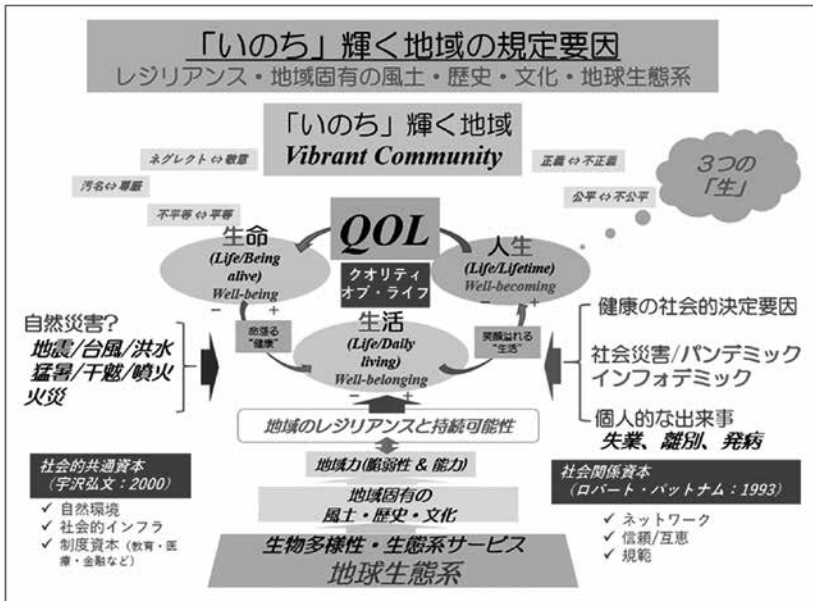 「いのち」輝く地域の規定要因
レジリアンス・地域固有の風土・歴史・文化・地球生態系
「いのち」輝く地域
Vibrant Community
ネグレクト⇔敬意
汚名⇔尊厳
不平等⇔平等
正義⇔不正義
公平⇔不公平
3つの
「生」
生命
(Life/Being
alive)
Well-being
QOL
クオリティ
オブ・ライフ
人生
(Life/Lifetime)
Well-becoming
− +
− +
命漲る
"健康"
生活
(Life/Daily
living)
Well-belonging
− +
笑顔溢れる
"生活"
自然災害?
地震/台風/洪水
猛暑/干魃/噴火
火災
健康の社会的決定要因
社会災害/パンデミック
インフォデミック
個人的な出来事
失業、離別、発病
地域のレジリアンスと持続可能性
地域力(脆弱性 & 能力)
地域固有の
風土・歴史・文化
生物多様性・生態系サービス
地球生態系
社会的共通資本
(宇沢弘文:2000)
✓ 自然環境
✓ 社会的インフラ
✓ 制度資本(教育・医
療・金融など)
社会関係資本
(ロバート・パットナム:1993)
✓ ネットワーク
✓ 信頼/互恵
✓ 規範